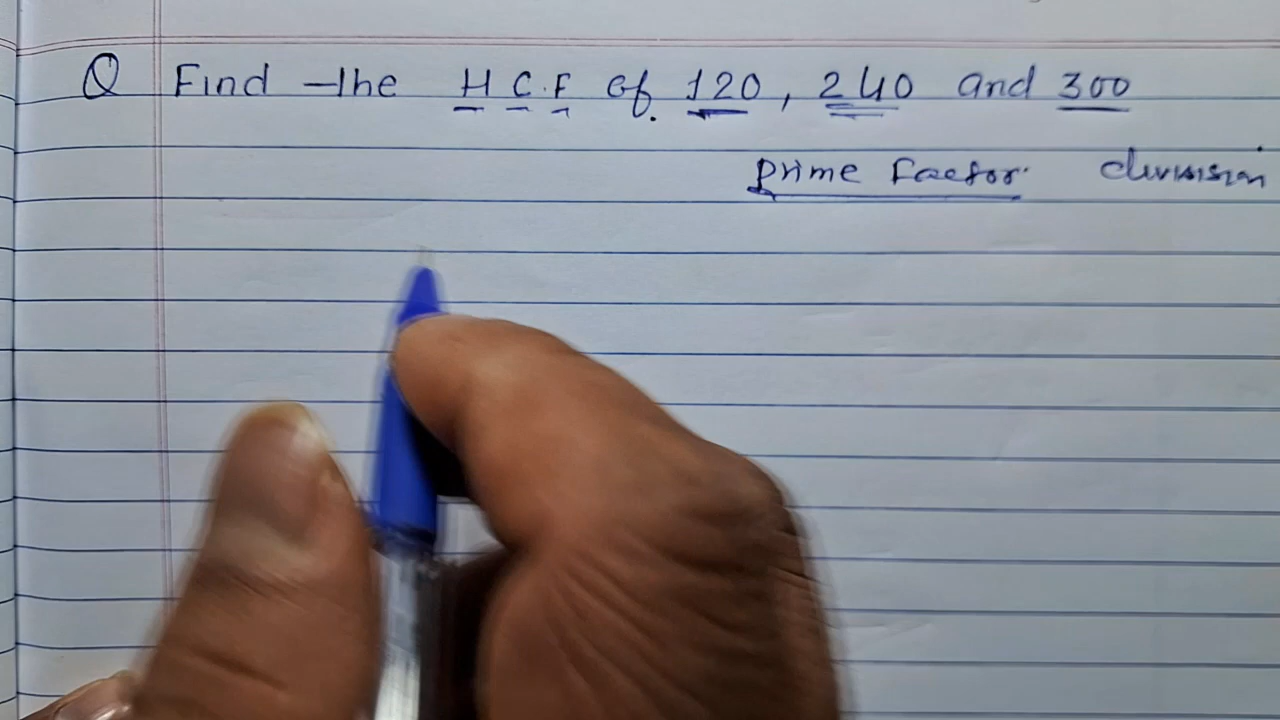 Q Find the H C.F of 120, 240 and 300
Prime Factor. division